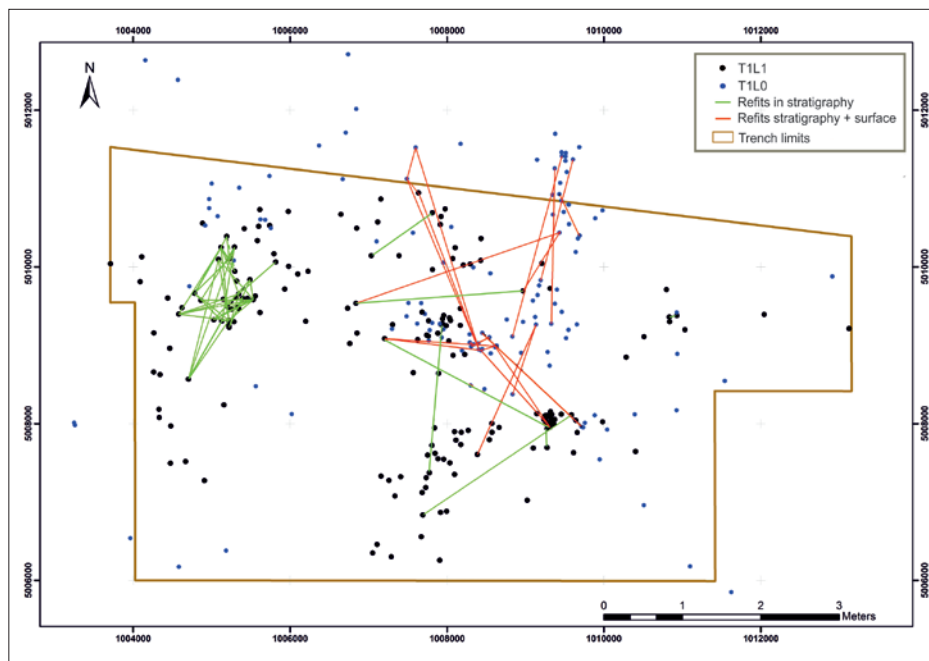 1004000 1006000 1008000 1010000 1012000
N
T1L1
T1L0
Refits in stratigraphy
Refits stratigraphy + surface
Trench limits
5012000 5012000
5010000 5010000
5008000 5008000
5006000 5006000
0 1 2 3
Meters
1004000 1006000 1008000 1010000 1012000